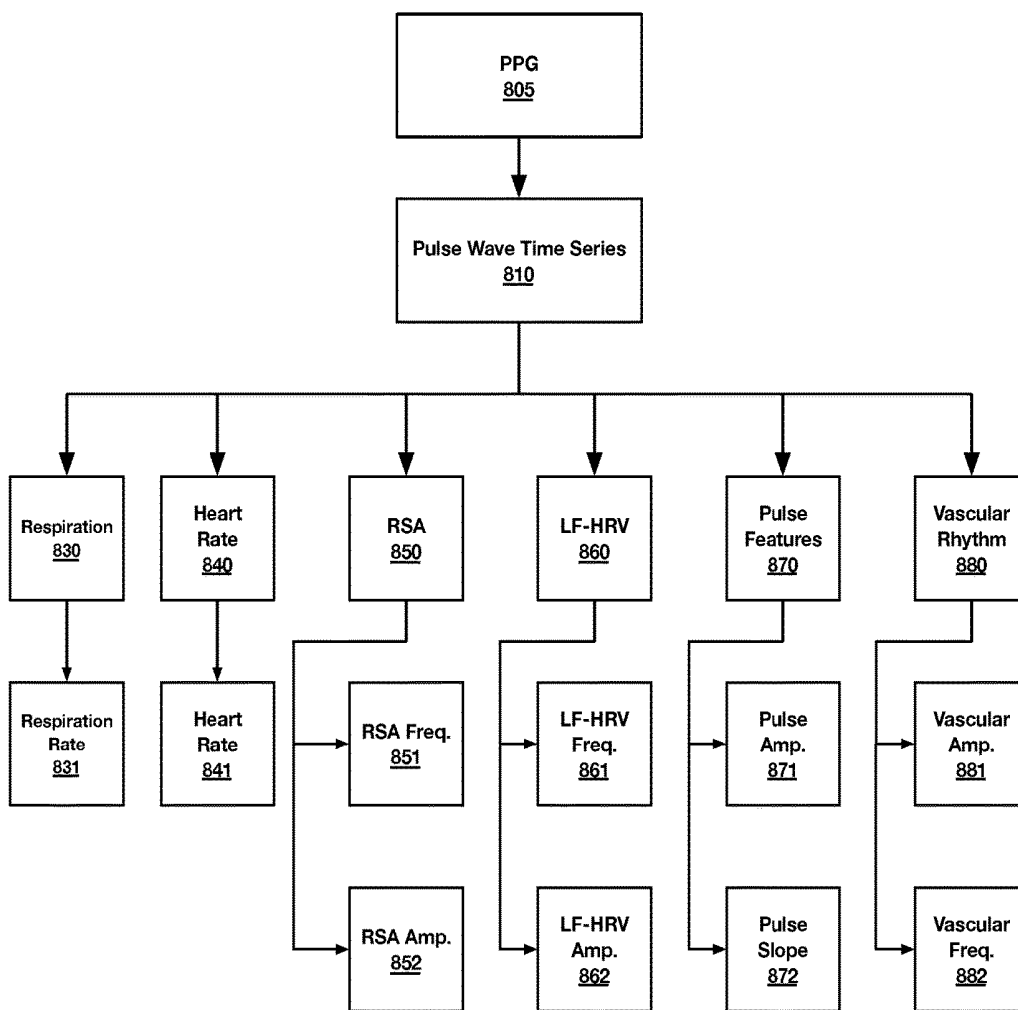 PPG
805
Pulse Wave Time Series
810
Respiration
830
Heart
Rate
840
RSA
850
LF-HRV
860
Pulse
Features
870
Vascular
Rhythm
880
Respiration
Rate
831
Heart
Rate
841
RSA Freq.
851
LF-HRV
Freq.
861
Pulse
Amp.
871
Vascular
Amp.
881
RSA Amp.
852
LF-HRV
Amp.
862
Pulse
Slope
872
Vascular
Freq.
882